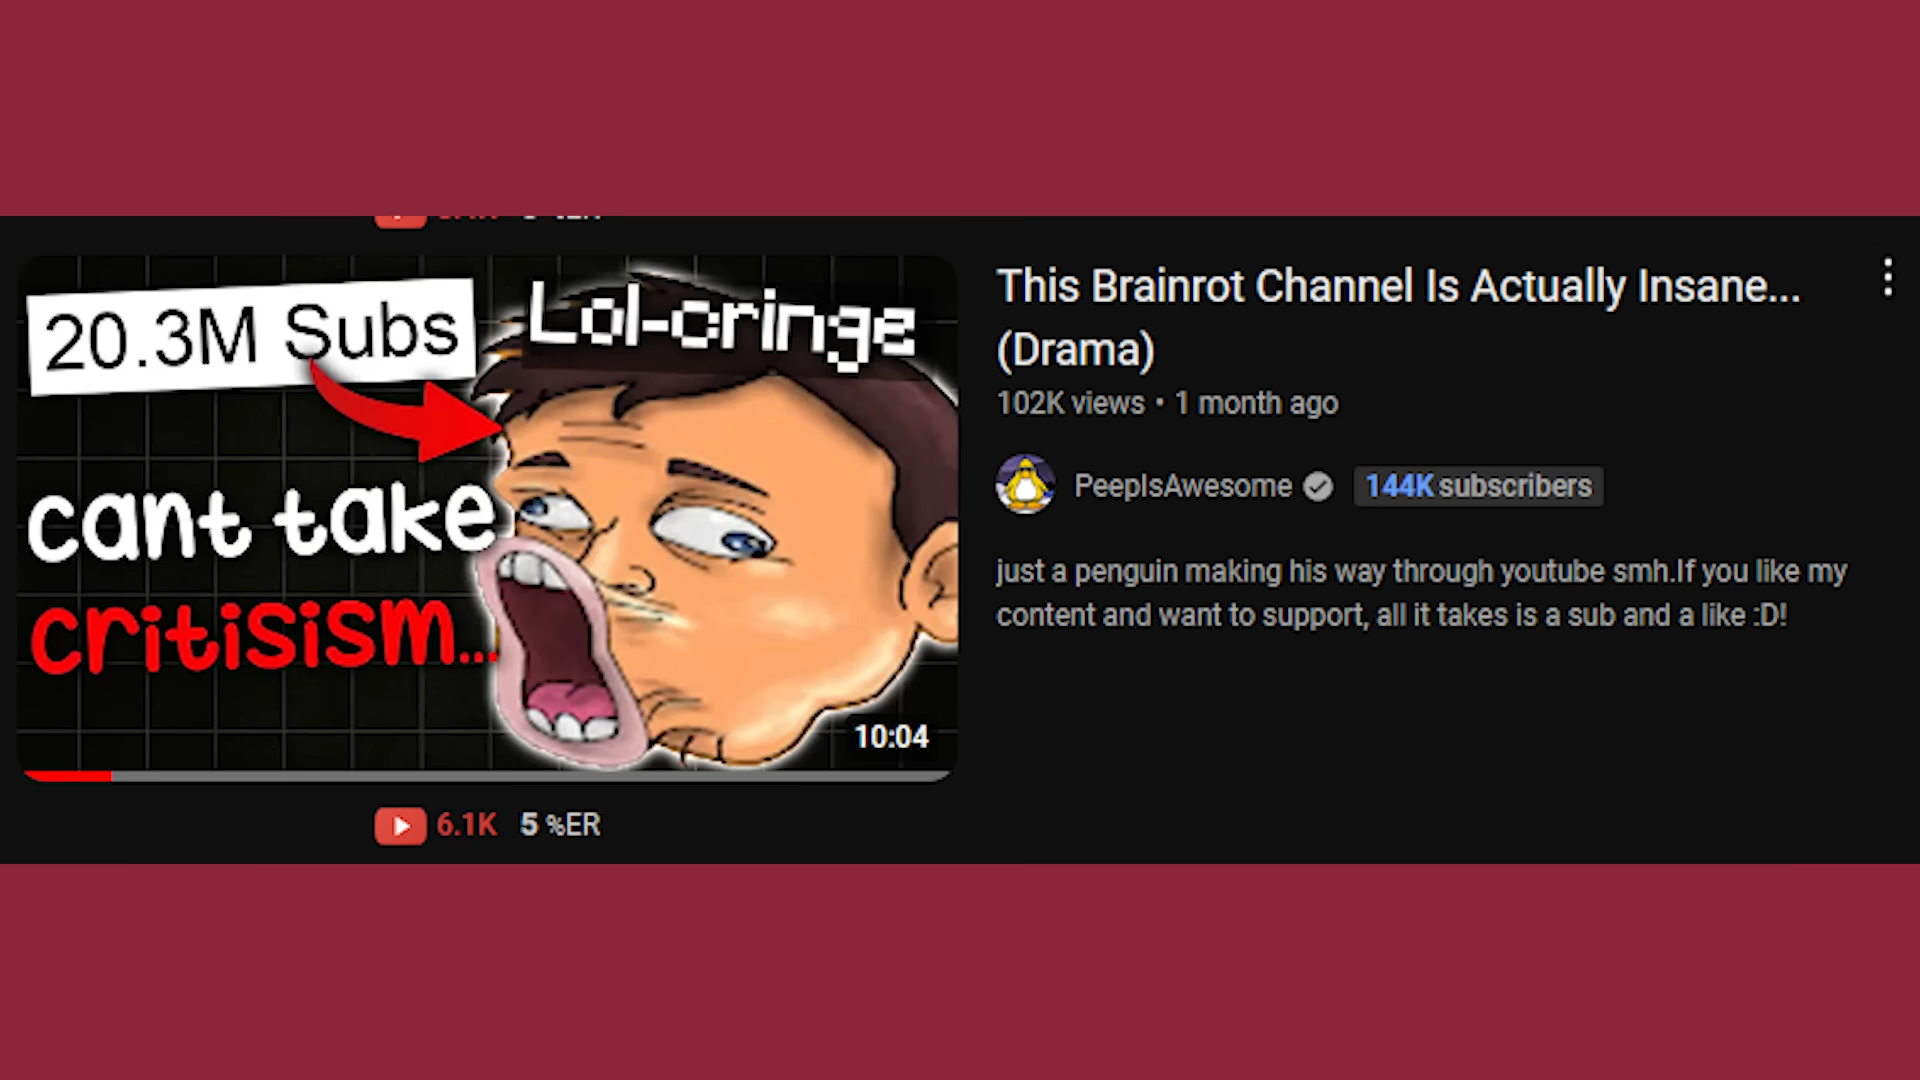 20.3M Subs
Lol-cringe
cant take
critisism...
10:04
6.1K 5 %ER
This Brainrot Channel Is Actually Insane...
(Drama)
102K views • 1 month ago
PeepIsAwesome
144K subscribers
just a penguin making his way through youtube smh.If you like my
content and want to support, all it takes is a sub and a like :D!